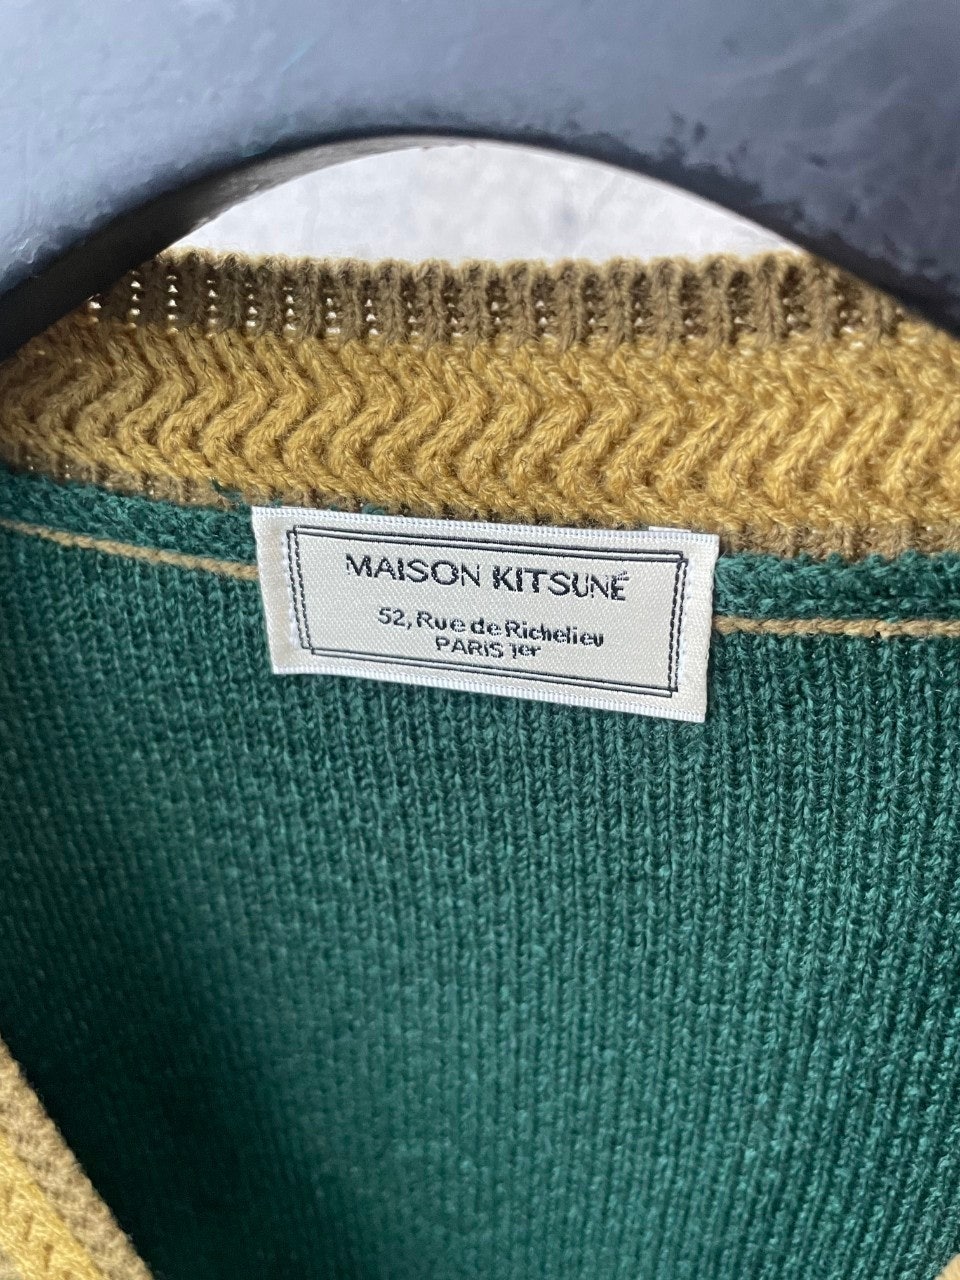 MAISON KITSUNÉ
52, Rue de Richelieu
PARIS 1er